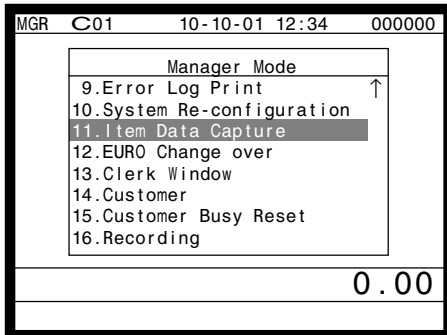 MGR C01 10-10-01 12:34 000000
Manager Mode
9.Error Log Print ↑
10.System Re-configuration
11.Item Data Capture
12.EURO Change over
13.Clerk Window
14.Customer
15.Customer Busy Reset
16.Recording
0.00